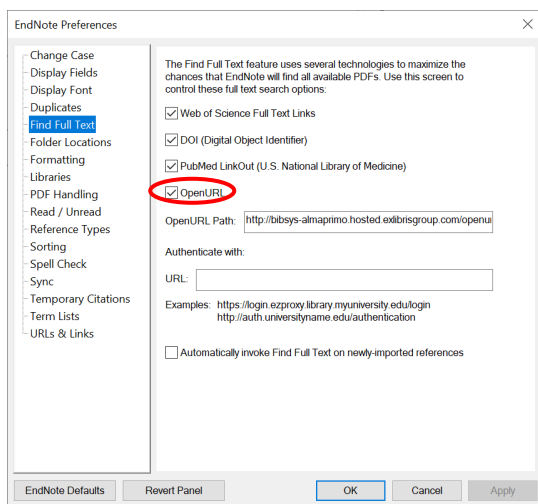 EndNote Preferences
Change Case
Display Fields
Display Font
Duplicates
Find Full Text
Folder Locations
Formatting
Libraries
PDF Handling
Read / Unread
Reference Types
Sorting
Spell Check
Sync
Temporary Citations
Term Lists
URLs & Links
The Find Full Text feature uses several technologies to maximize the
chances that EndNote will find all available PDFs. Use this screen to
control these full text search options:
Web of Science Full Text Links
DOI (Digital Object Identifier)
PubMed LinkOut (U.S. National Library of Medicine)
OpenURL
OpenURL Path: http://bibsys-almaprimo.hosted.exlibrisgroup.com/openu
Authenticate with:
URL:
Examples: https://login.ezproxy.library.myuniversity.edu/login
http://auth.universityname.edu/authentication
Automatically invoke Find Full Text on newly-imported references
EndNote Defaults
Revert Panel
OK
Cancel
Apply